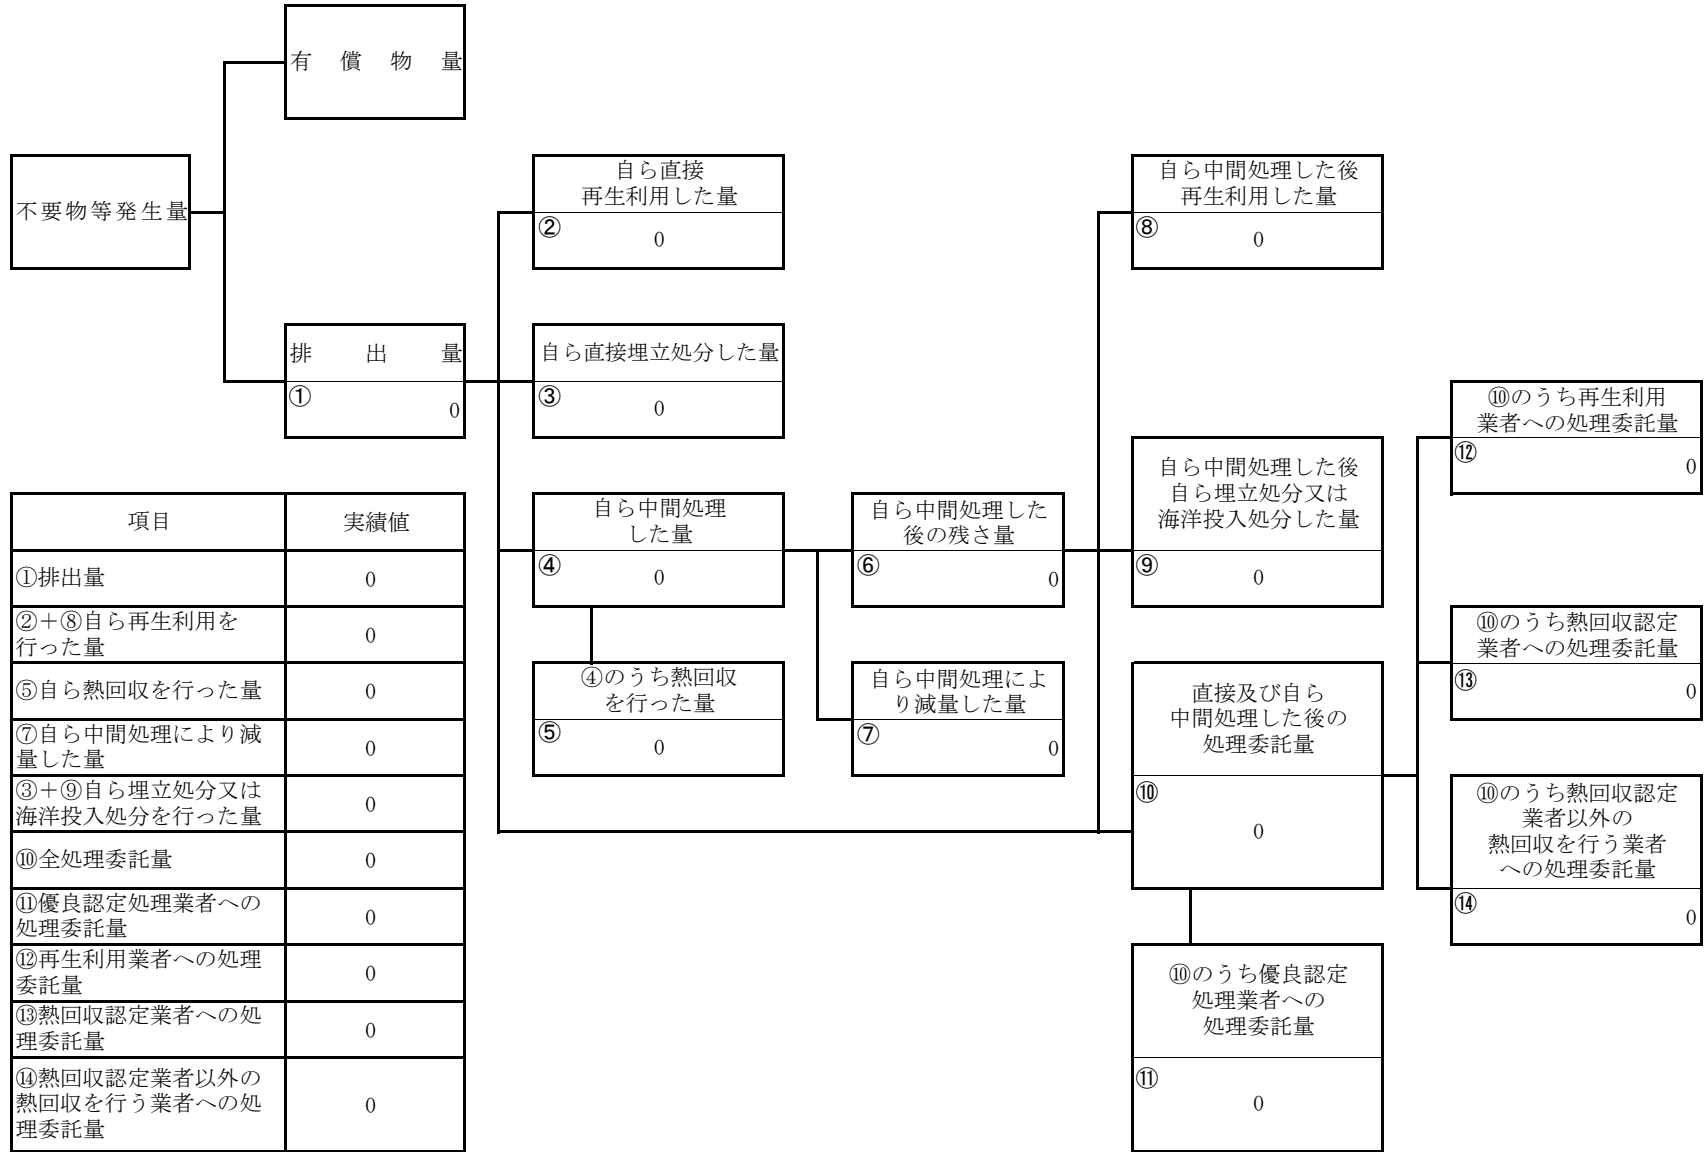 有償物量
不要物等発生量
排出量
①
0
自ら直接
再生利用した量
②
0
自ら直接埋立処分した量
③
0
自ら中間処理
した量
④
0
④のうち熱回収
を行った量
⑤
0
自ら中間処理した
後の残さ量
⑥
0
自ら中間処理によ
り減量した量
⑦
0
自ら中間処理した後
再生利用した量
⑧
0
自ら中間処理した後
自ら埋立処分又は
海洋投入処分した量
⑨
0
直接及び自ら
中間処理した後の
処理委託量
⑩
0
⑩のうち優良認定
処理業者への
処理委託量
⑪
0
⑩のうち再生利用
業者への処理委託量
⑫
0
⑩のうち熱回収認定
業者への処理委託量
⑬
0
⑩のうち熱回収認定
業者以外の
熱回収を行う業者
への処理委託量
⑭
0
項目 実績値
①排出量 0
②＋⑧自ら再生利用を
行った量 0
⑤自ら熱回収を行った量 0
⑦自ら中間処理により減
量した量 0
③＋⑨自ら埋立処分又は
海洋投入処分を行った量 0
⑩全処理委託量 0
⑪優良認定処理業者への
処理委託量 0
⑫再生利用業者への処理
委託量 0
⑬熱回収認定業者への処
理委託量 0
⑭熱回収認定業者以外の
熱回収を行う業者への処
理委託量 0